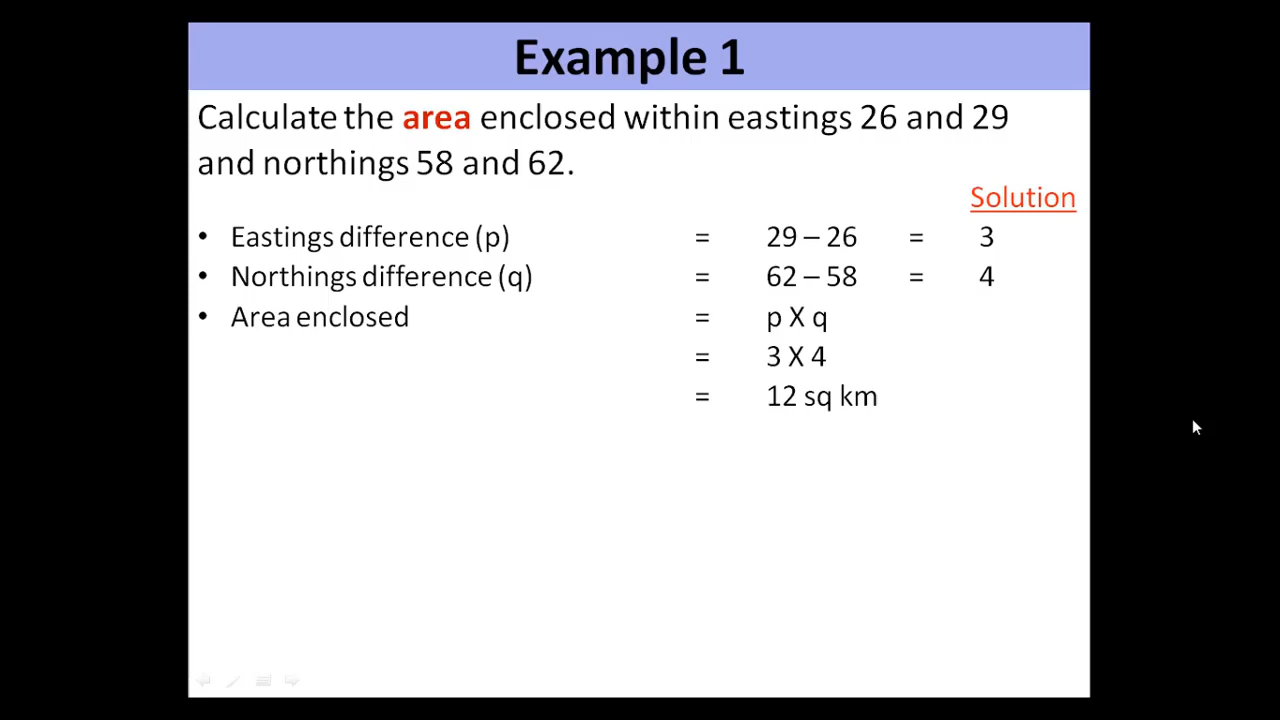 Example 1
Calculate the area enclosed within eastings 26 and 29
and northings 58 and 62.
Solution
• Eastings difference (p) = 29 – 26 = 3
• Northings difference (q) = 62 – 58 = 4
• Area enclosed = p X q
= 3 X 4
= 12 sq km